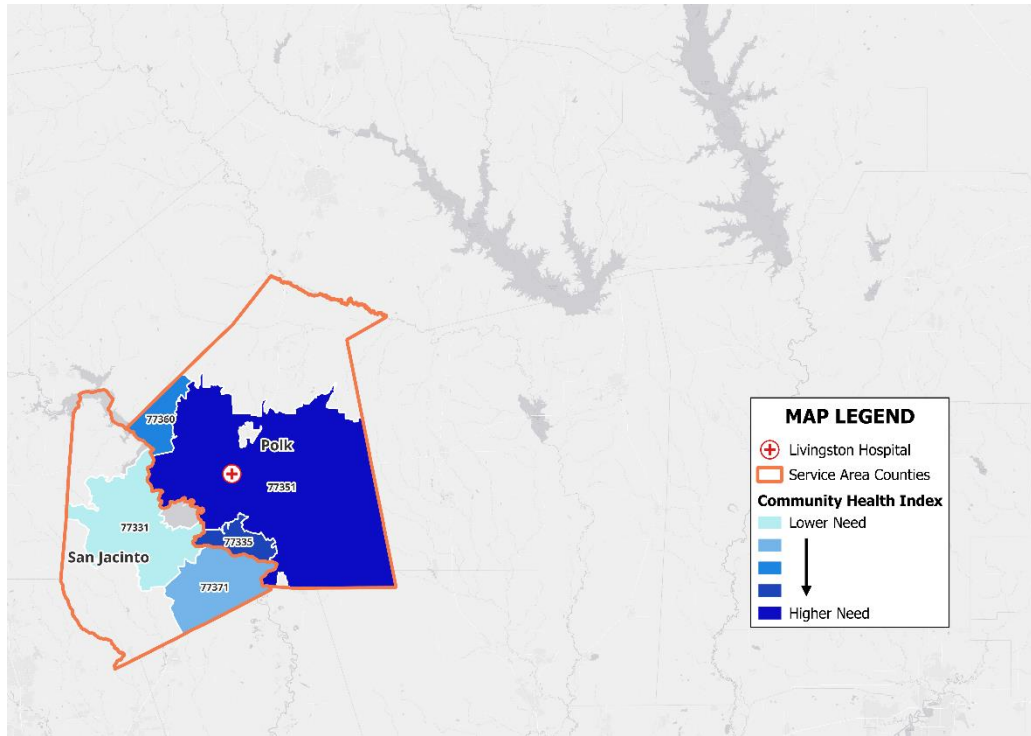 77360
Polk
77351
77331
77335
San Jacinto
77371
MAP LEGEND
Livingston Hospital
Service Area Counties
Community Health Index
Lower Need
Higher Need